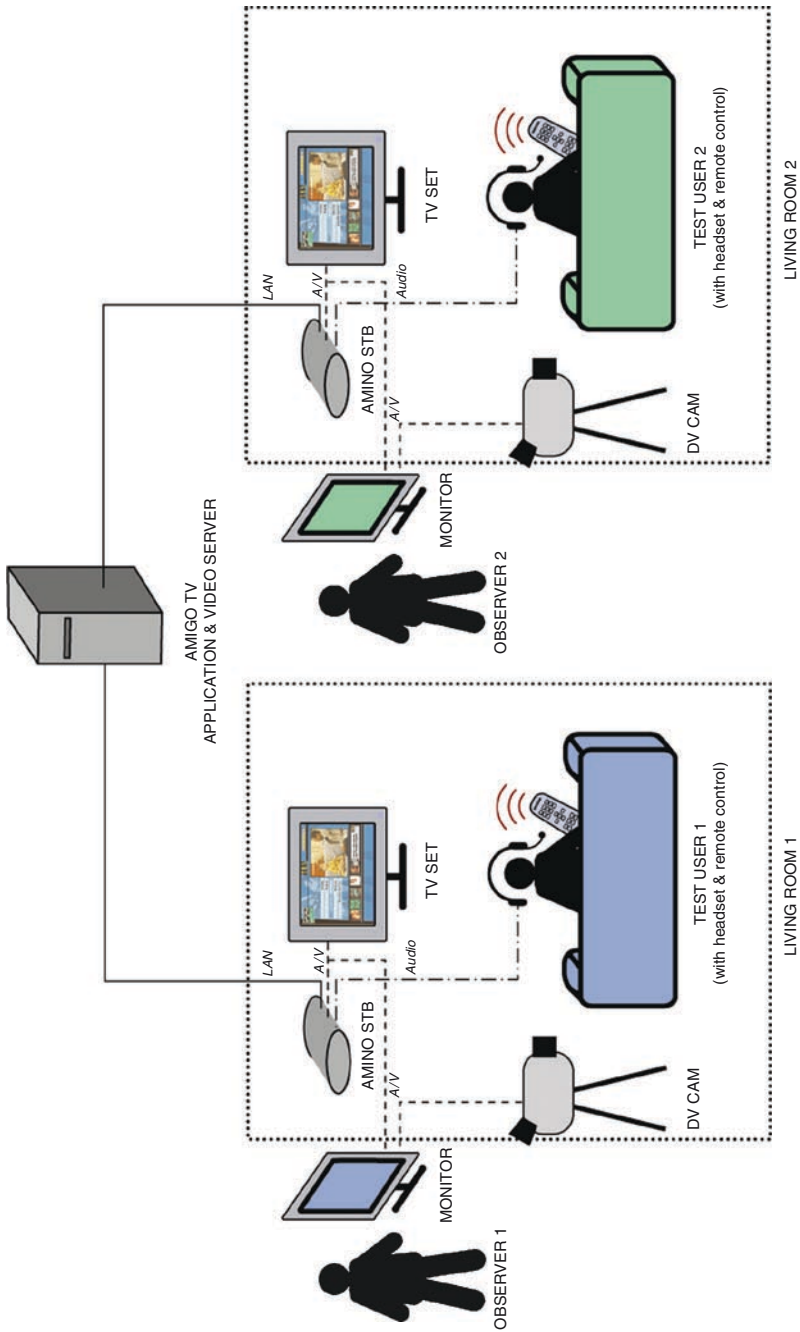 AMIGO TV
APPLICATION & VIDEO SERVER
LAN
A/V
Audio
AMINO STB
TV SET
A/V
MONITOR
OBSERVER 1
DV CAM
TEST USER 1
(with headset & remote control)
LIVING ROOM 1
LAN
A/V
Audio
AMINO STB
TV SET
A/V
MONITOR
OBSERVER 2
DV CAM
TEST USER 2
(with headset & remote control)
LIVING ROOM 2